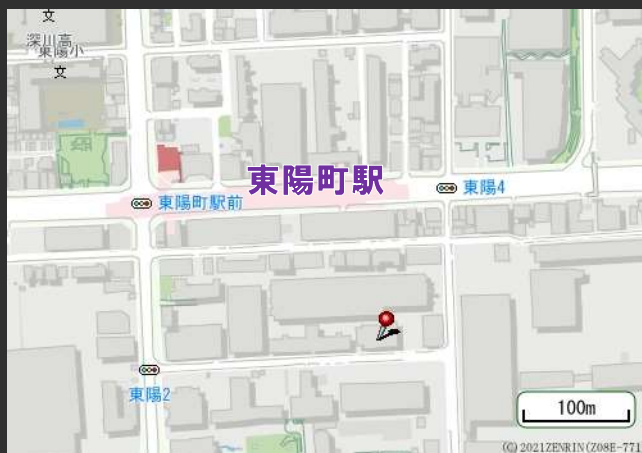 文
深川高
東陽小
文
東陽町駅
東陽4
東陽町駅前
東陽2
100m
(C) 2021ZENRIN(Z08E-771